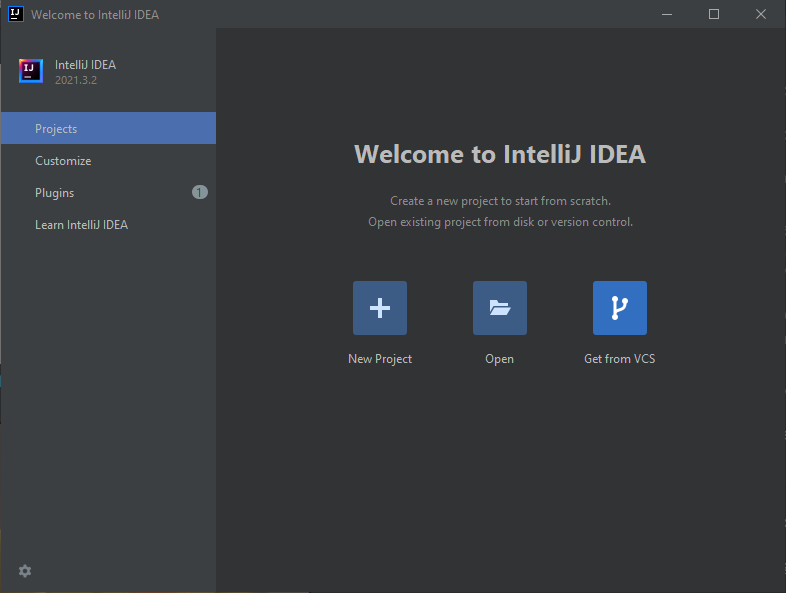 IJ
Welcome to IntelliJ IDEA
IJ
IntelliJ IDEA
2021.3.2
Projects
Customize
Plugins
1
Learn IntelliJ IDEA
Welcome to IntelliJ IDEA
Create a new project to start from scratch.
Open existing project from disk or version control.
New Project
Open
Get from VCS